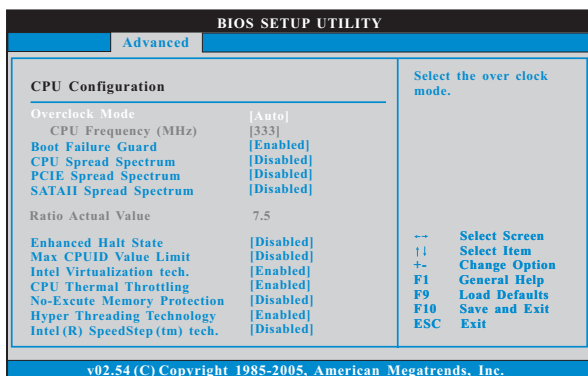 BIOS SETUP UTILITY
Advanced
CPU Configuration
Overclock Mode [Auto]
CPU Frequency (MHz) [333]
Boot Failure Guard [Enabled]
CPU Spread Spectrum [Disabled]
PCIE Spread Spectrum [Disabled]
SATAII Spread Spectrum [Disabled]
Ratio Actual Value 7.5
Enhanced Halt State [Disabled]
Max CPUID Value Limit [Disabled]
Intel Virtualization tech. [Enabled]
CPU Thermal Throttling [Enabled]
No-Excute Memory Protection [Disabled]
Hyper Threading Technology [Enabled]
Intel (R) SpeedStep (tm) tech. [Disabled]
Select the over clock
mode.
←→ Select Screen
↑↓ Select Item
+- Change Option
F1 General Help
F9 Load Defaults
F10 Save and Exit
ESC Exit
v02.54 (C) Copyright 1985-2005, American Megatrends, Inc.